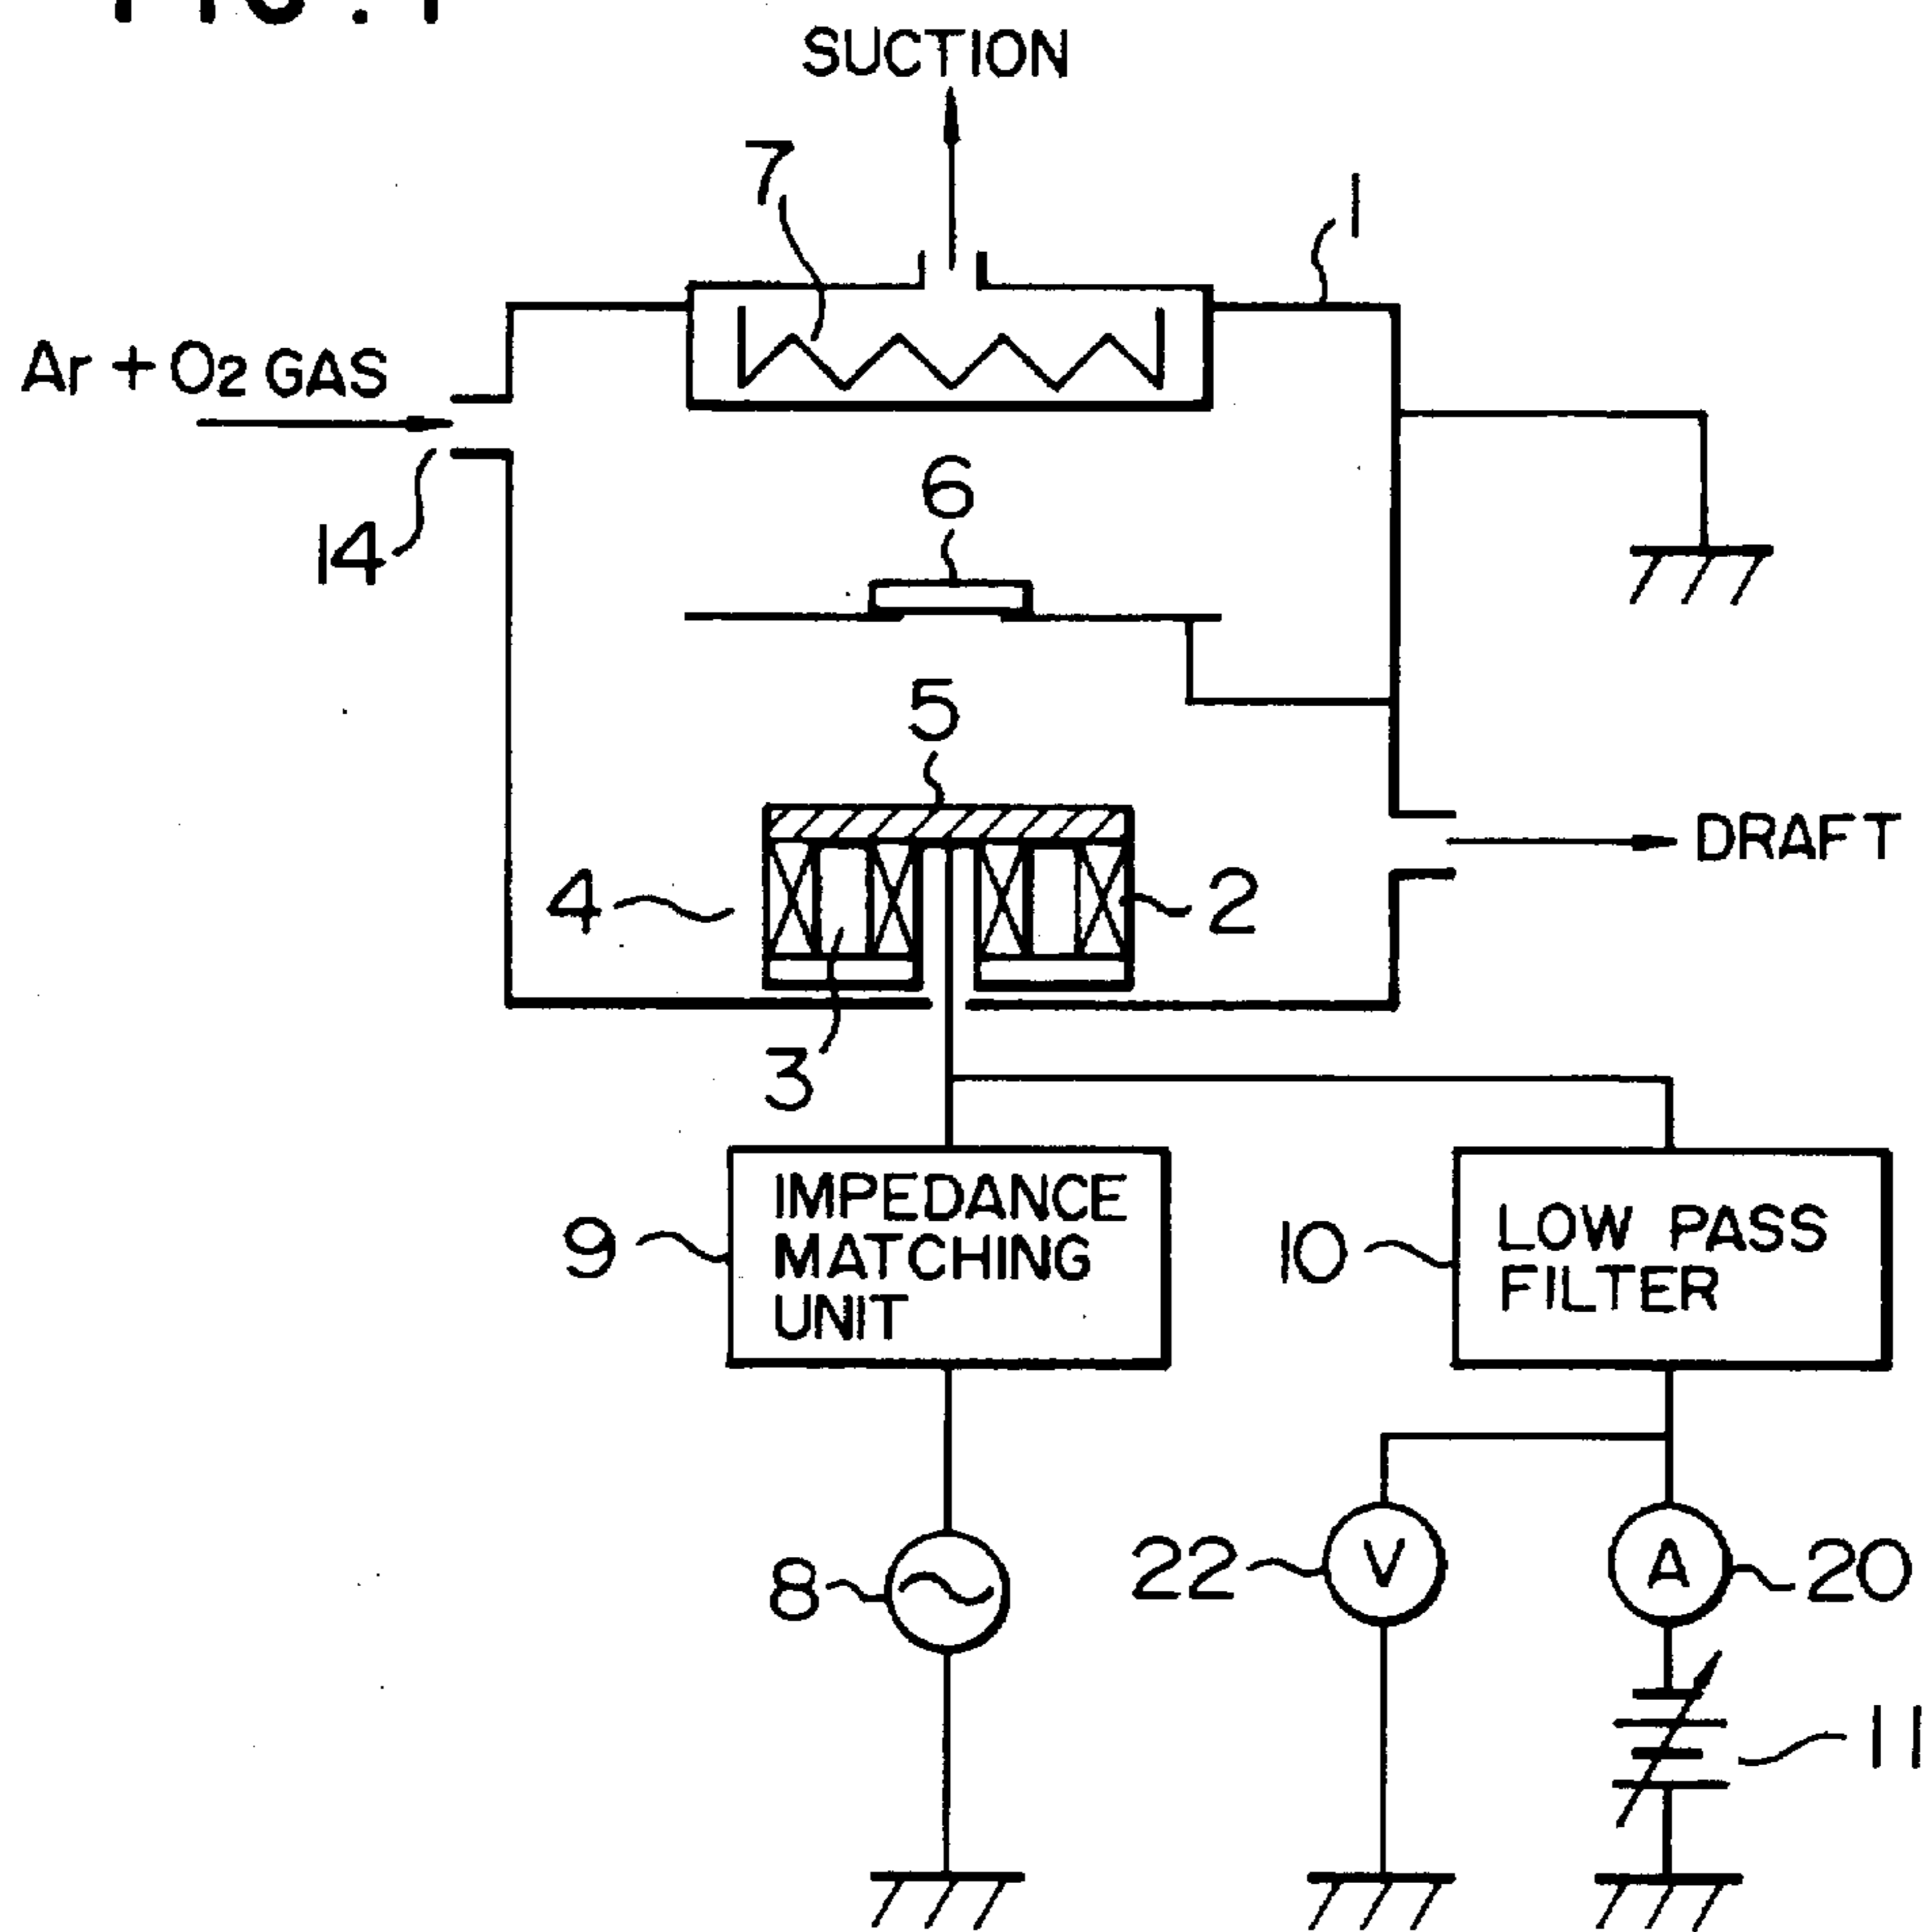 SUCTION
7
1
Ar + O2 GAS
14
6
5
DRAFT
4
2
3
IMPEDANCE
MATCHING
UNIT
9
LOW PASS
FILTER
10
8
22
V
A
20
11